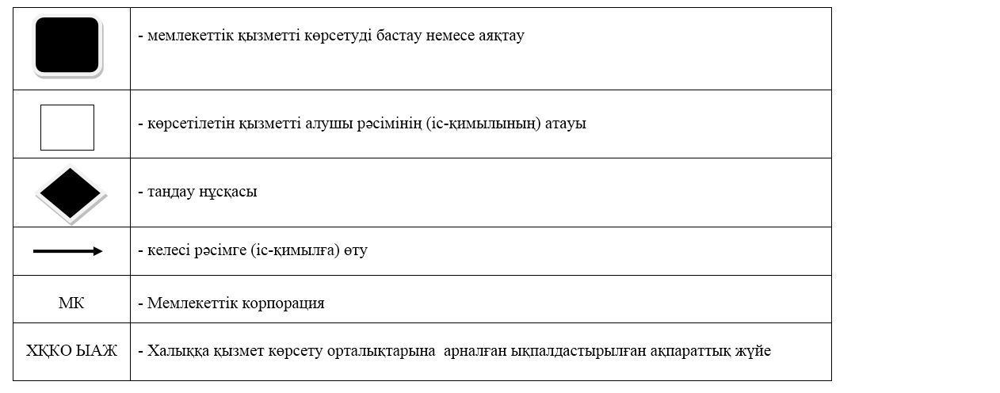 - мемлекеттік қызметті көрсетуді бастау немесе аяқтау
- көрсетілетін қызметті алушы рәсімінің (іс-қимылының) атауы
- таңдау нұсқасы
- келесі рәсімге (іс-қимылға) өту
МК - Мемлекеттік корпорация
ХҚКО ЫАЖ - Халыққа қызмет көрсету орталықтарына арналған ықпалдастырылған ақпараттық жүйе